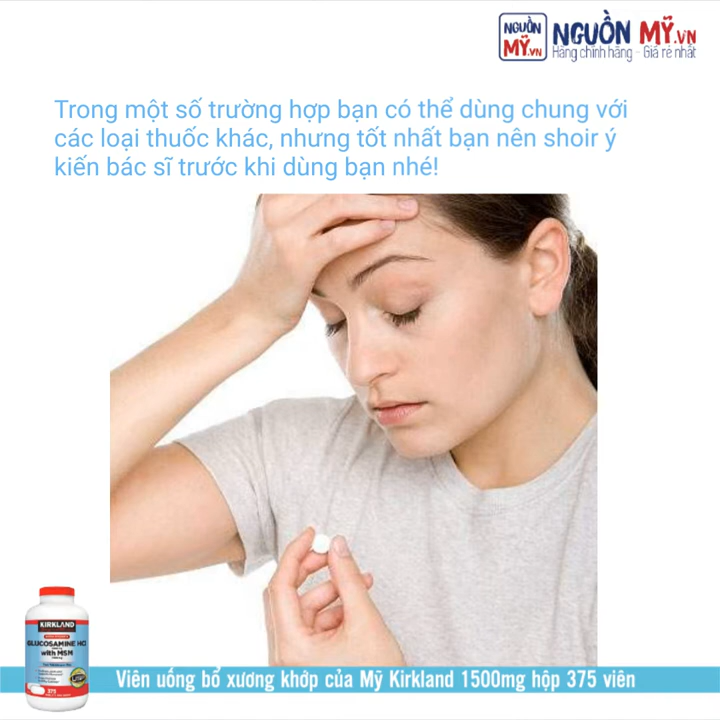 NGUỒN
MỸ.VN
NGUỒN MỸ.VN
Hàng chính hãng - Giá rẻ nhất
Trong một số trường hợp bạn có thể dùng chung với
các loại thuốc khác, nhưng tốt nhất bạn nên shoir ý
kiến bác sĩ trước khi dùng bạn nhé!
KIRKLAND
GLUCOSAMINE HCI
with MSM
375
Viên uống bổ xương khớp của Mỹ Kirkland 1500mg hộp 375 viên